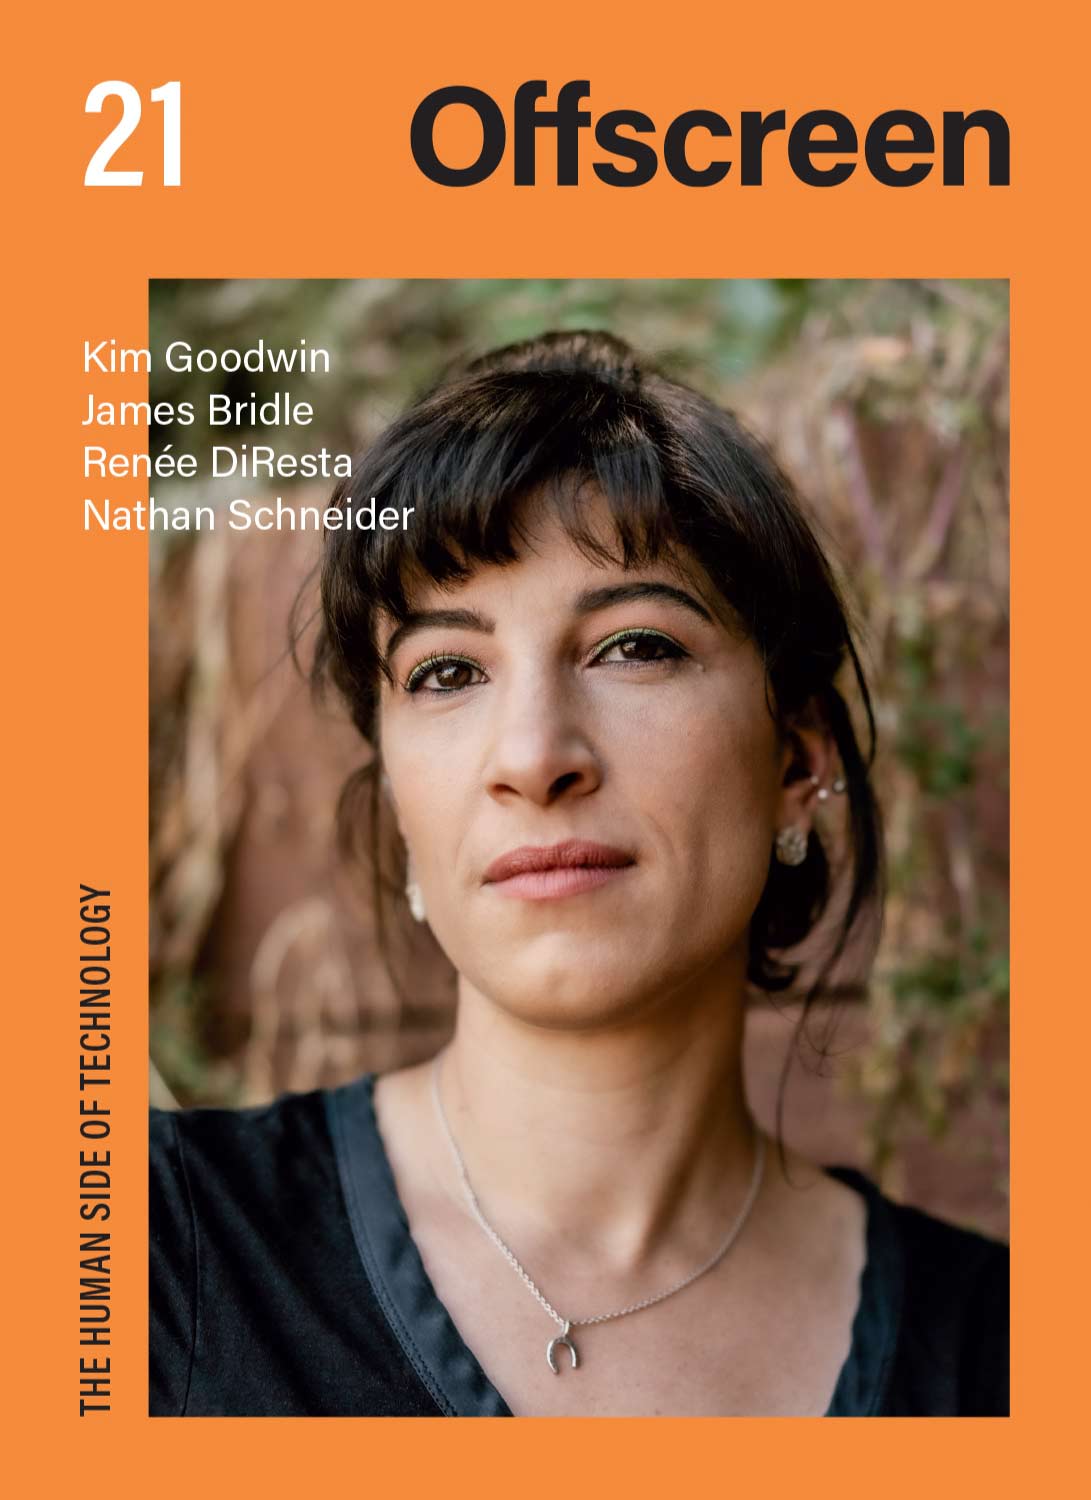 21 Offscreen
Kim Goodwin
James Bridle
Renée DiResta
Nathan Schneider
THE HUMAN SIDE OF TECHNOLOGY